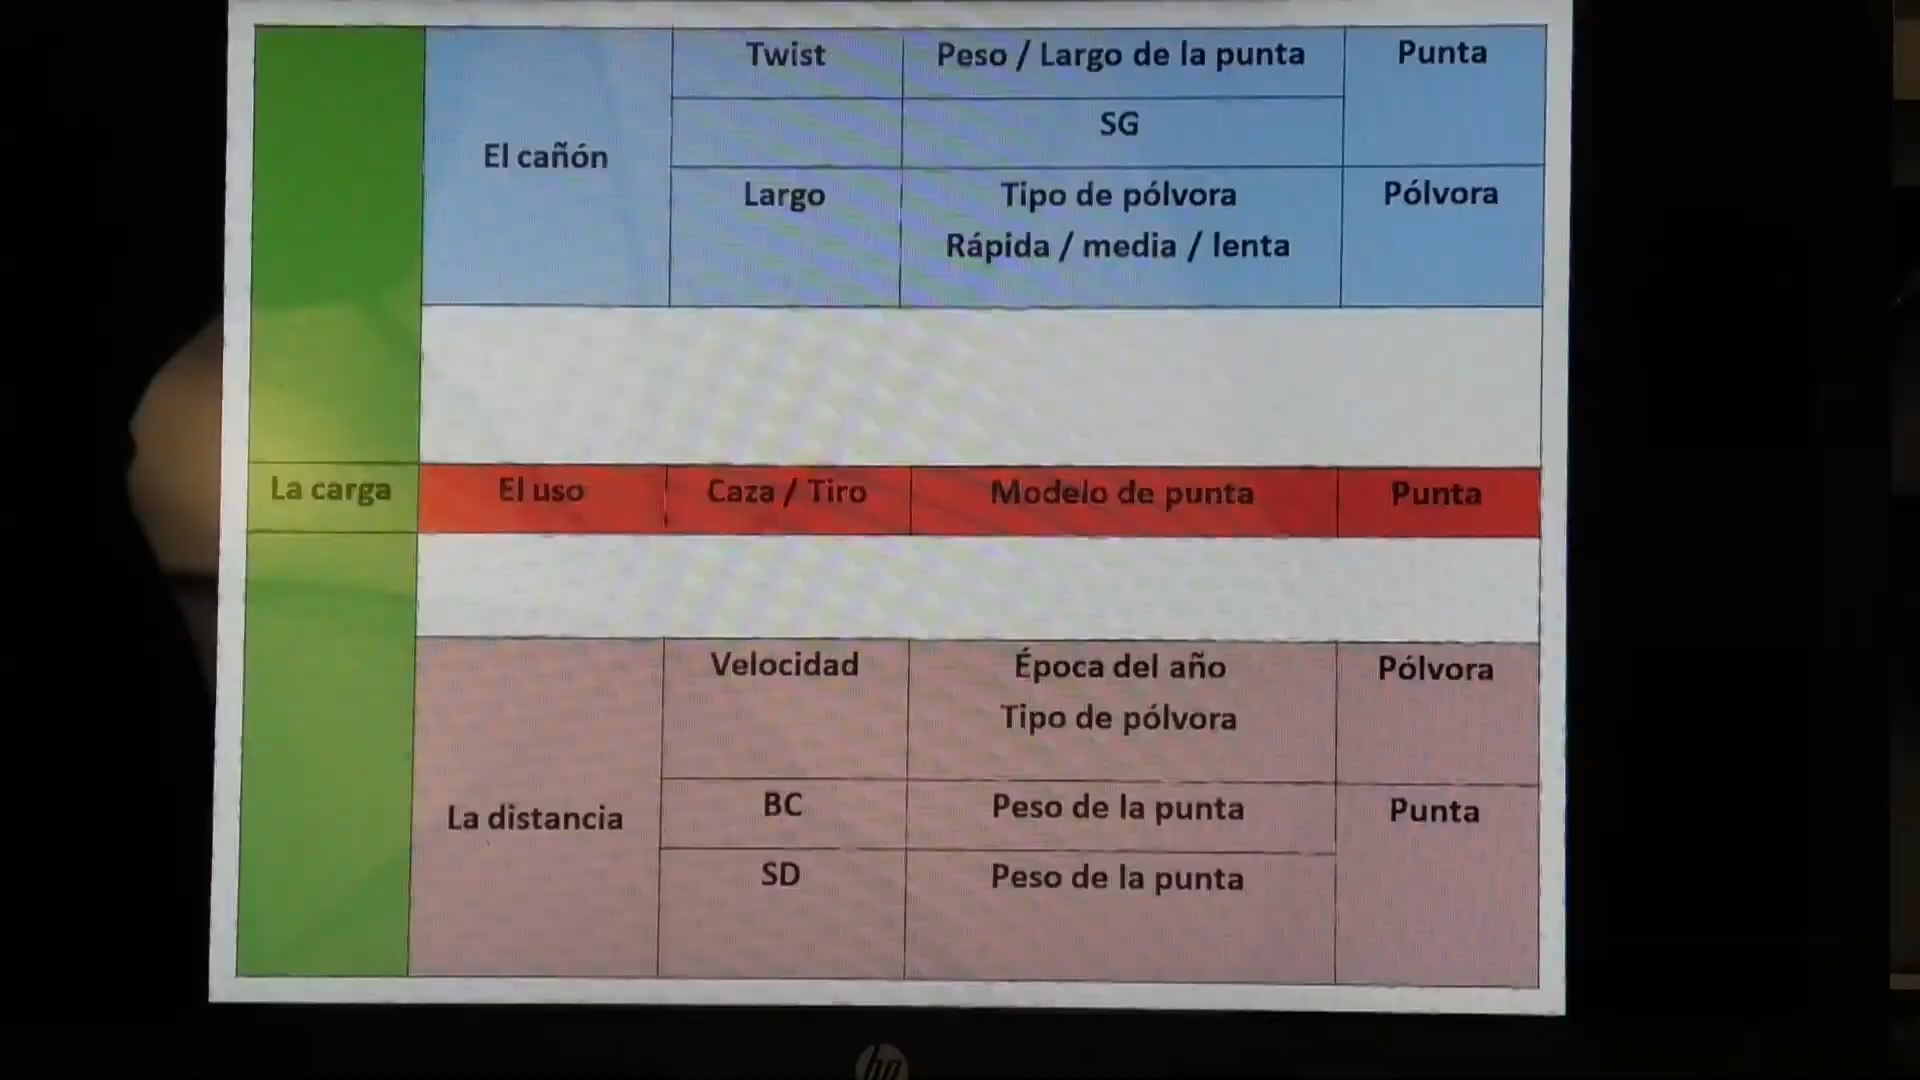 Twist
Peso / Largo de la punta
Punta
El cañón
SG
Largo
Tipo de pólvora
Rápida / media / lenta
Pólvora
La carga
El uso
Caza / Tiro
Modelo de punta
Punta
La distancia
Velocidad
Época del año
Tipo de pólvora
Pólvora
BC
Peso de la punta
Punta
SD
Peso de la punta
hp